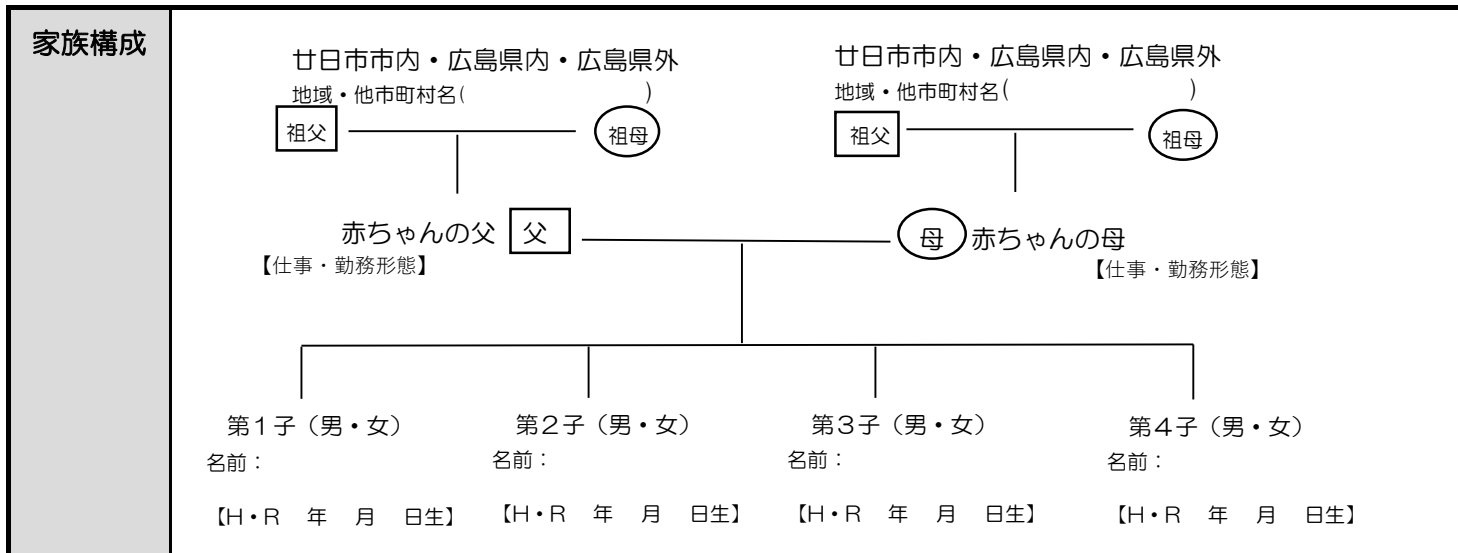 家族構成
廿日市市内・広島県内・広島県外
地域・他市町村名(　　　　　　　　　)
祖父
祖母
廿日市市内・広島県内・広島県外
地域・他市町村名(　　　　　　　　　)
祖父
祖母
赤ちゃんの父
父
【仕事・勤務形態】
母
赤ちゃんの母
【仕事・勤務形態】
第1子（男・女）
名前：
【H・R　年　月　日生】
第2子（男・女）
名前：
【H・R　年　月　日生】
第3子（男・女）
名前：
【H・R　年　月　日生】
第4子（男・女）
名前：
【H・R　年　月　日生】